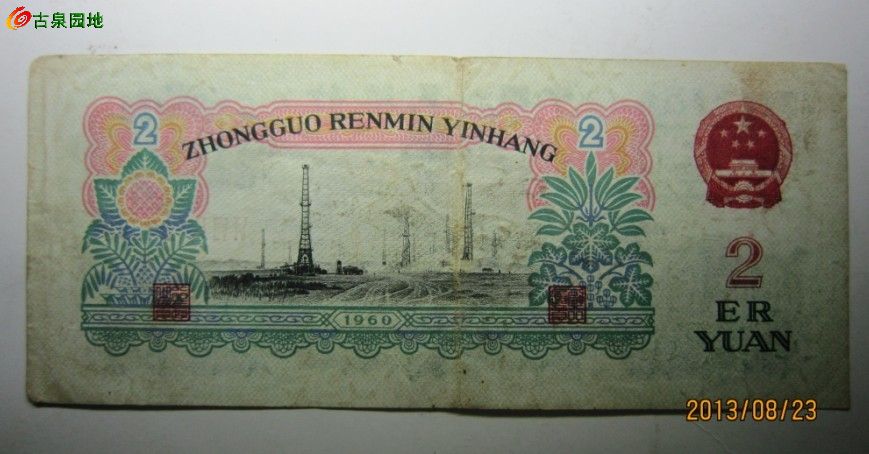 古泉园地
2
ZHONGGUO RENMIN YINHANG
2
1960
2
ER
YUAN
2013/08/23